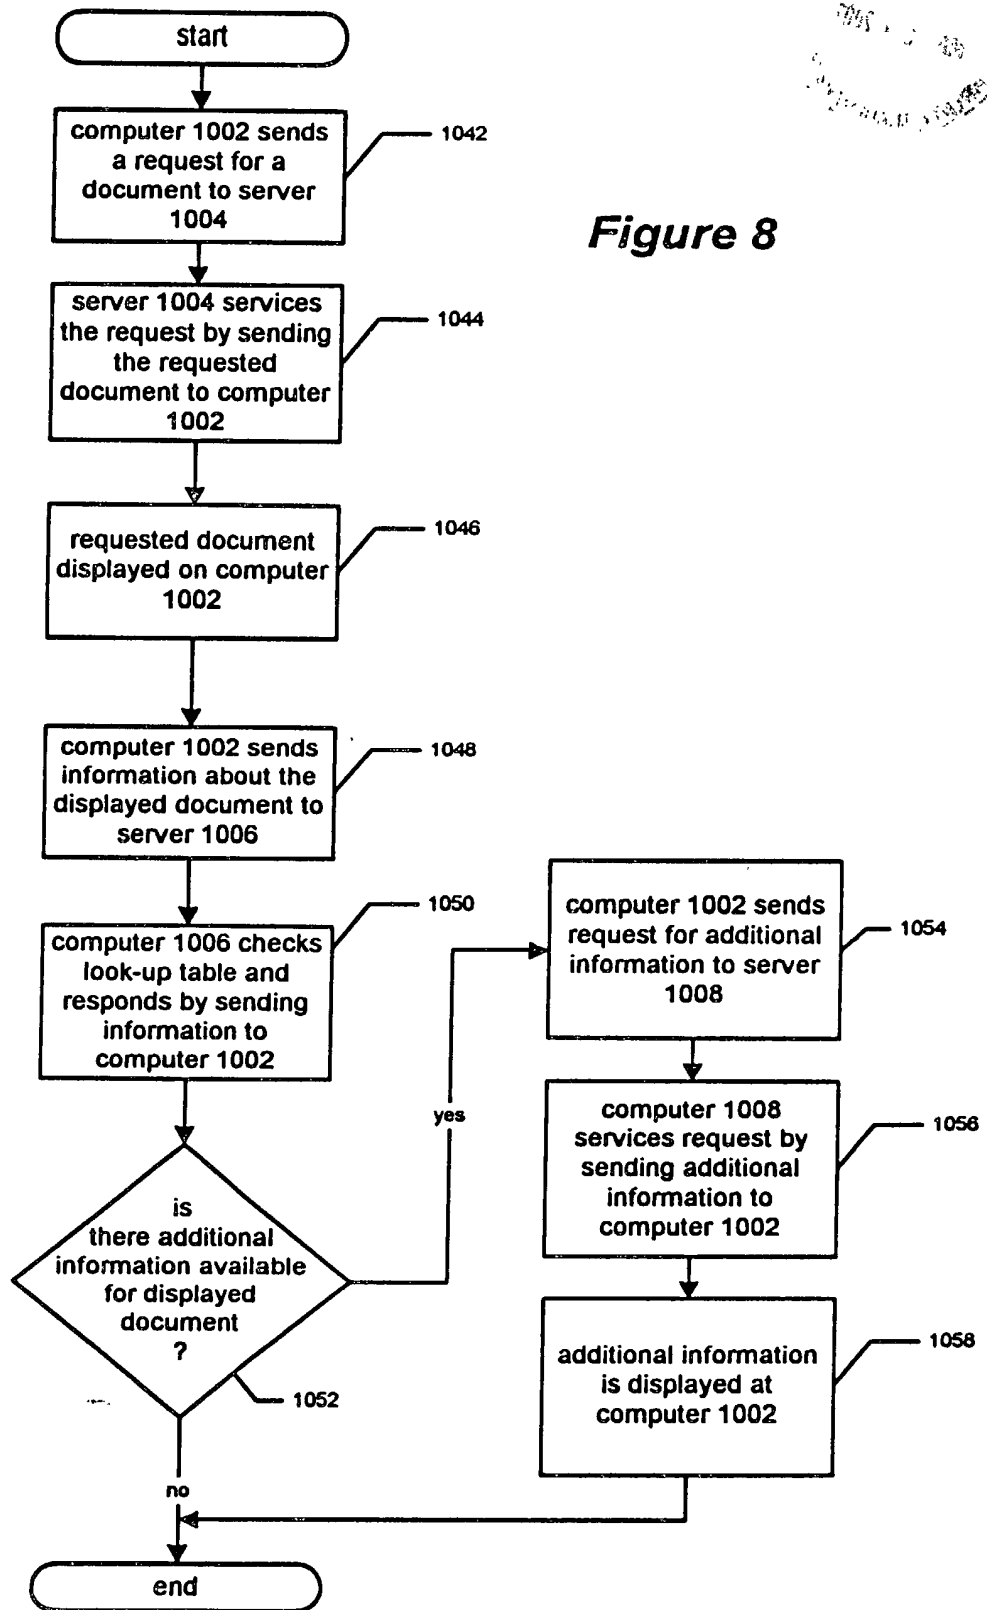 start
computer 1002 sends
a request for a
document to server
1004
1042
Figure 8
server 1004 services
the request by sending
the requested
document to computer
1002
1044
requested document
displayed on computer
1002
1046
computer 1002 sends
information about the
displayed document to
server 1006
1048
computer 1006 checks
look-up table and
responds by sending
information to
computer 1002
1050
is
there additional
information available
for displayed
document
?
1052
yes
no
computer 1002 sends
request for additional
information to server
1008
1054
computer 1008
services request by
sending additional
information to
computer 1002
1056
additional information
is displayed at
computer 1002
1058
end